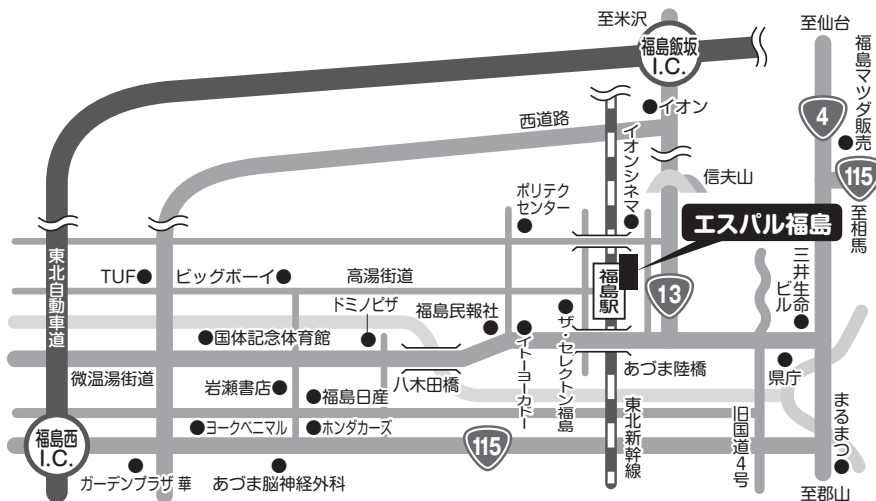 至米沢
福島飯坂
I.C.
至仙台
福島マツダ販売
4
115
至相馬
イオン
西道路
イオンシネマ
信夫山
ポリテク
センター
エスパル福島
東北自動車道
TUF
ビッグボーイ
高湯街道
福島駅
13
三井生命
ビル
ドミノピザ
福島民報社
国体記念体育館
イトーヨーカドー
ザ・セレクトン福島
あづま陸橋
県庁
微温湯街道
岩瀬書店
八木田橋
福島日産
東北新幹線
旧国道4号
まるまつ
ヨークベニマル
ホンダカーズ
115
福島西
I.C.
ガーデンプラザ華
あづま脳神経外科
至郡山